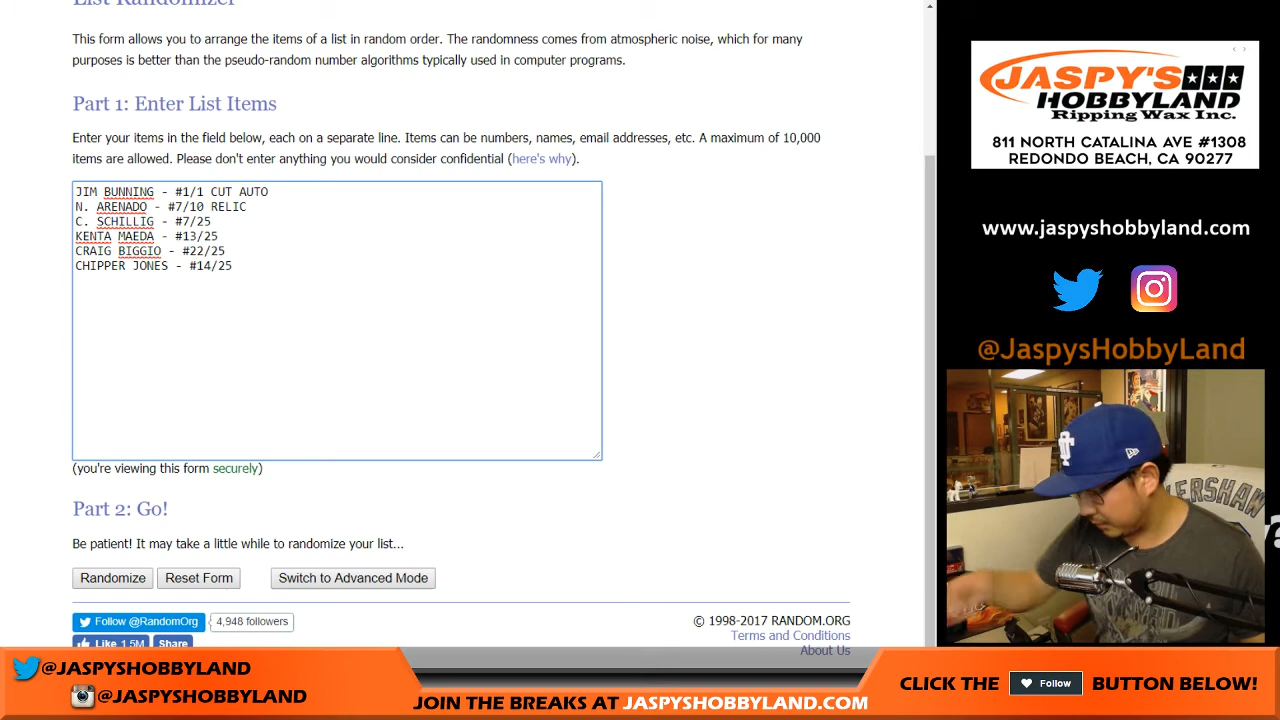 List Randomizer
This form allows you to arrange the items of a list in random order. The randomness comes from atmospheric noise, which for many
purposes is better than the pseudo-random number algorithms typically used in computer programs.
Part 1: Enter List Items
Enter your items in the field below, each on a separate line. Items can be numbers, names, email addresses, etc. A maximum of 10,000
items are allowed. Please don't enter anything you would consider confidential (here's why).
JIM BUNNING - #1/1 CUT AUTO
N. ARENADO - #7/10 RELIC
C. SCHILLIG - #7/25
KENTA MAEDA - #13/25
CRAIG BIGGIO - #22/25
CHIPPER JONES - #14/25
(you're viewing this form securely)
Part 2: Go!
Be patient! It may take a little while to randomize your list...
Randomize Reset Form Switch to Advanced Mode
Follow @RandomOrg 4,948 followers
Like 1.5M Share
© 1998-2017 RANDOM.ORG
Terms and Conditions
About Us
JASPY'S
HOBBYLAND
Ripping Wax Inc.
811 NORTH CATALINA AVE #1308
REDONDO BEACH, CA 90277
www.jaspyhobbyland.com
@JaspysHobbyLand
ERSHAW
@JASPYSHOBBYLAND
@JASPYSHOBBYLAND
JOIN THE BREAKS AT JASPYSHOBBYLAND.COM
CLICK THE Follow BUTTON BELOW!